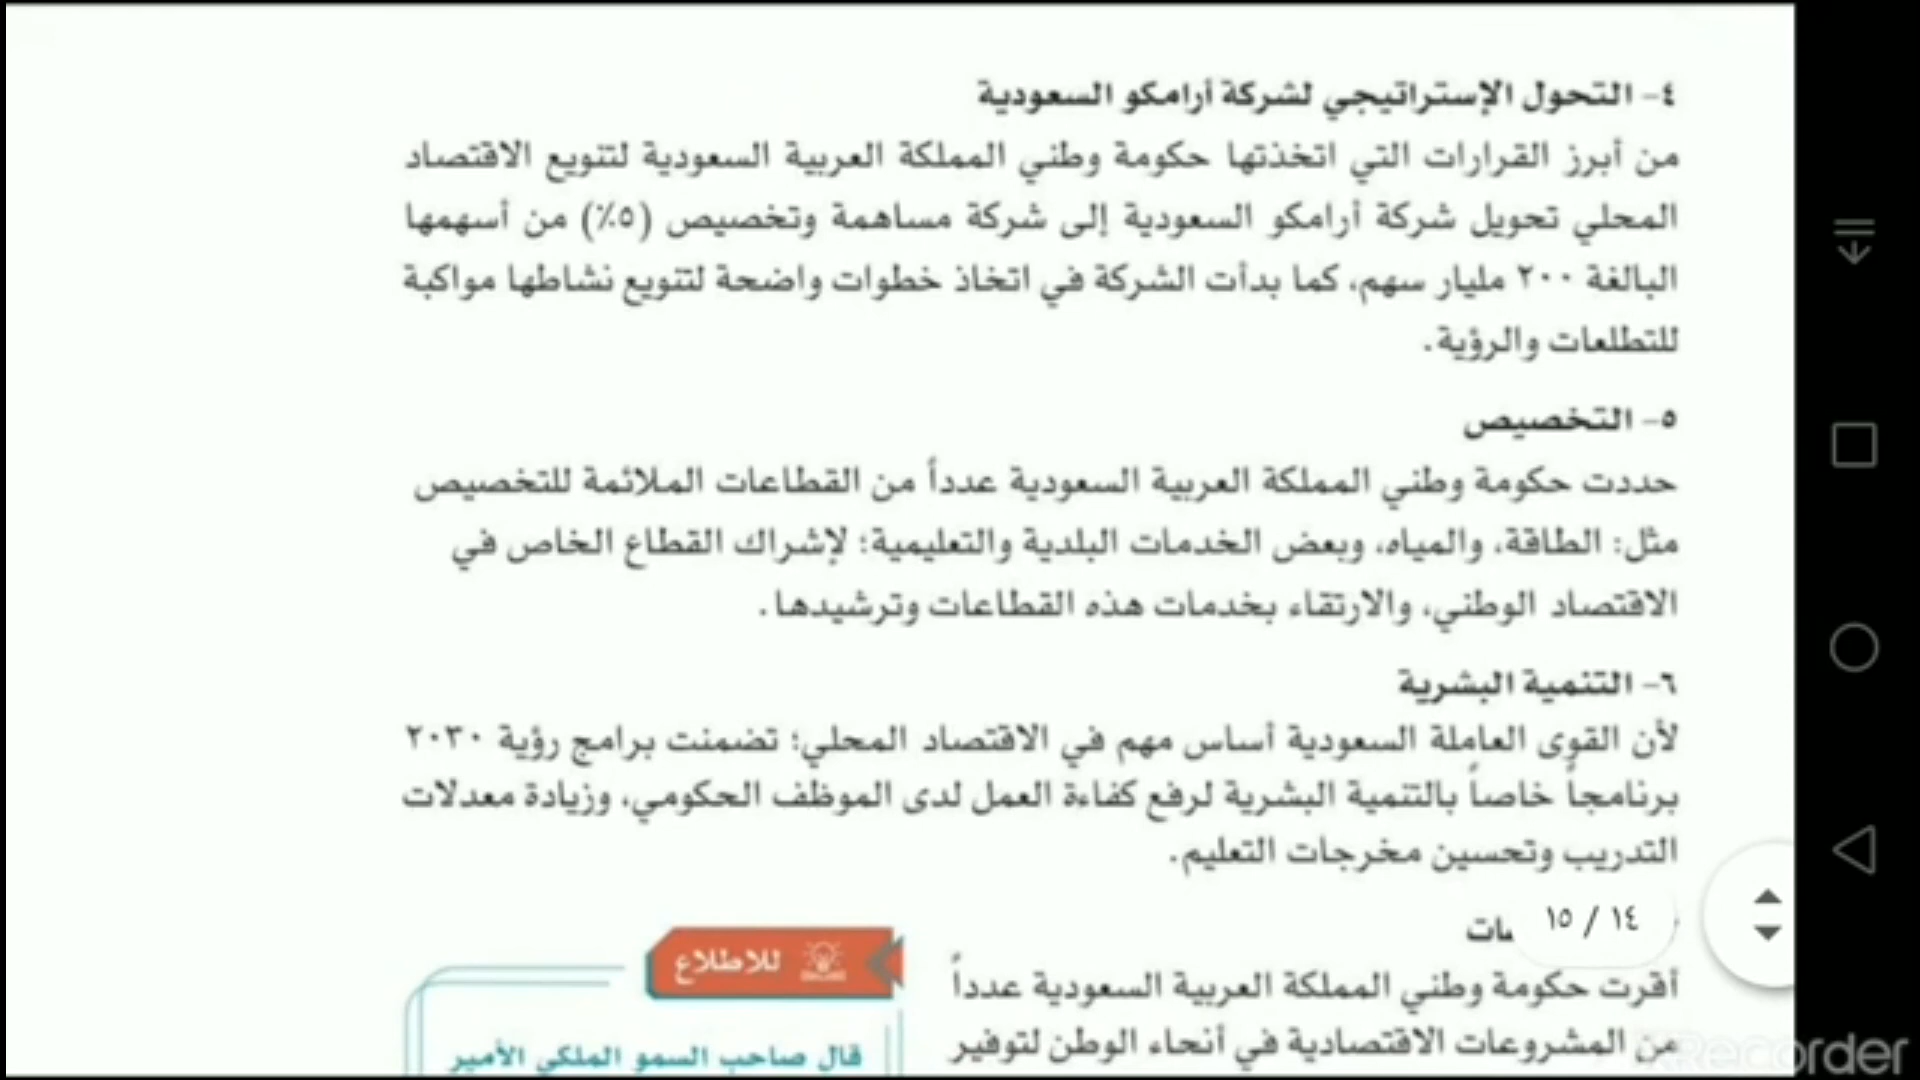 ٤- التحول الإستراتيجي لشركة أرامكو السعودية
من أبرز القرارات التي اتخذتها حكومة وطني المملكة العربية السعودية لتنويع الاقتصاد
المحلي تحويل شركة أرامكو السعودية إلى شركة مساهمة وتخصيص (٥٪) من أسهمها
البالغة ٢٠٠ مليار سهم، كما بدأت الشركة في اتخاذ خطوات واضحة لتنويع نشاطها مواكبة
للتطلعات والرؤية.
٥- التخصيص
حددت حكومة وطني المملكة العربية السعودية عدداً من القطاعات الملائمة للتخصيص
مثل: الطاقة، والمياه، وبعض الخدمات البلدية والتعليمية؛ لإشراك القطاع الخاص في
الاقتصاد الوطني، والارتقاء بخدمات هذه القطاعات وترشيدها.
٦- التنمية البشرية
لأن القوى العاملة السعودية أساس مهم في الاقتصاد المحلي؛ تضمنت برامج رؤية ٢٠٣٠
برنامجاً خاصاً بالتنمية البشرية لرفع كفاءة العمل لدى الموظف الحكومي، وزيادة معدلات
التدريب وتحسين مخرجات التعليم.
١٤ / ١٥
أقرت حكومة وطني المملكة العربية السعودية عدداً
من المشروعات الاقتصادية في أنحاء الوطن لتوفير
للاطلاع
قال صاحب السمو الملكي الأمير
Recorder